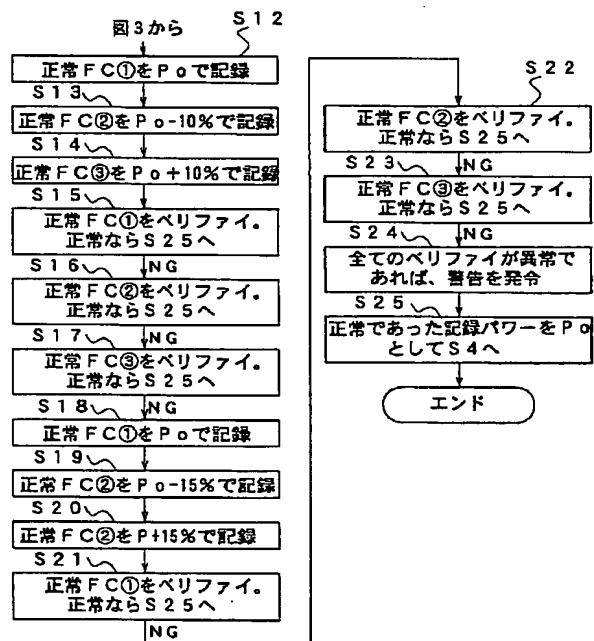 図3から
S12
正常FC①をPoで記録
S13
正常FC②をPo-10%で記録
S14
正常FC③をPo+10%で記録
S15
正常FC①をベリファイ。
正常ならS25へ
S16
NG
正常FC②をベリファイ。
正常ならS25へ
S17
NG
正常FC③をベリファイ。
正常ならS25へ
S18
NG
正常FC①をPoで記録
S19
正常FC②をPo-15%で記録
S20
正常FC②をP+15%で記録
S21
正常FC①をベリファイ。
正常ならS25へ
NG
S22
正常FC②をベリファイ。
正常ならS25へ
S23
NG
正常FC③をベリファイ。
正常ならS25へ
S24
NG
全てのベリファイが異常で
あれば、警告を発令
S25
正常であった記録パワーをPo
としてS4へ
エンド